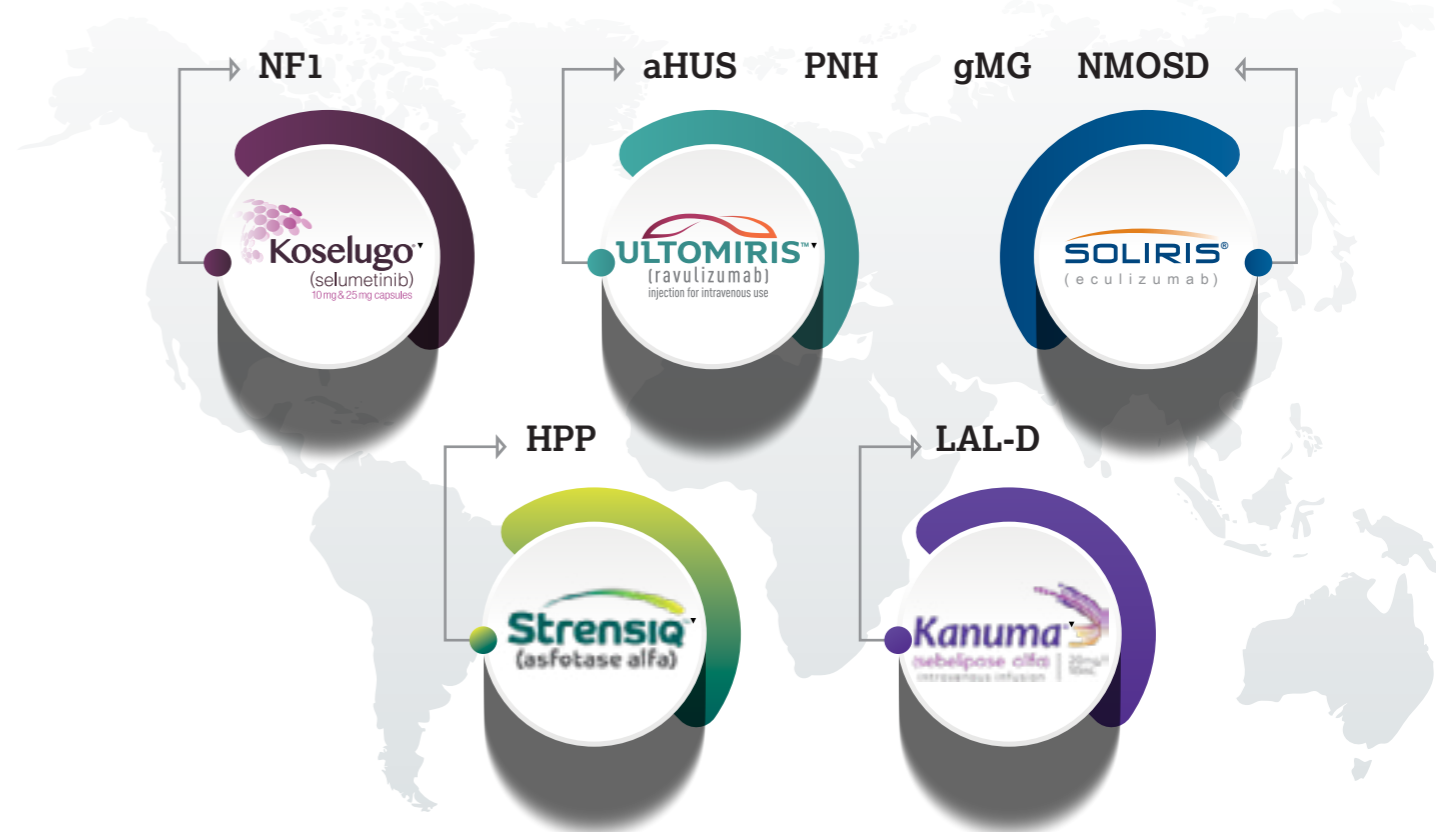 NF1
aHUS PNH gMG NMOSD
Koselugo
(selumetinib)
10 mg & 25 mg capsules
ULTOMIRIS™
(ravulizumab)
injection for intravenous use
SOLIRIS®
(eculizumab)
HPP
LAL-D
Strensiq
(asfotase alfa)
Kanuma
(sebelipase alfa)
intravenous infusion